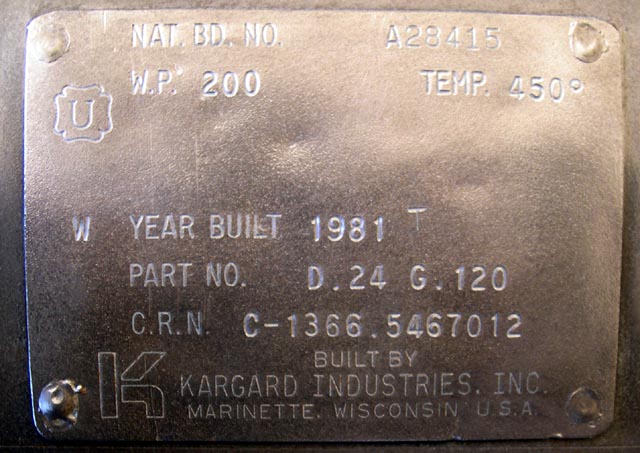 NAT. BD. NO. A28415
W.P. 200 TEMP. 450°
U
W YEAR BUILT 1981 T
PART NO. D.24 G.120
C.R.N. C-1366.5467012
BUILT BY
K KARGARD INDUSTRIES, INC.
MARINETTE, WISCONSIN U.S.A.